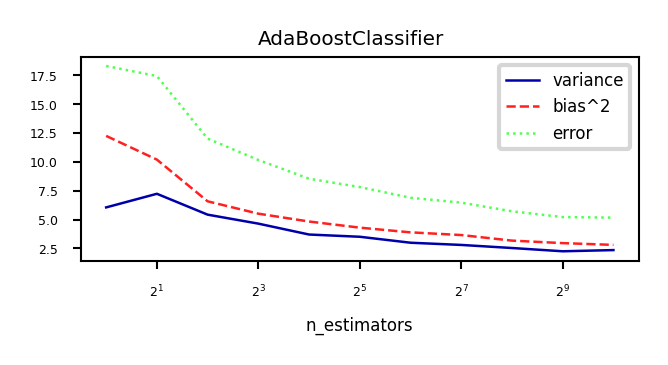 AdaBoostClassifier
variance
bias^2
error
17.5
15.0
12.5
10.0
7.5
5.0
2.5
2^1 2^3 2^5 2^7 2^9
n_estimators